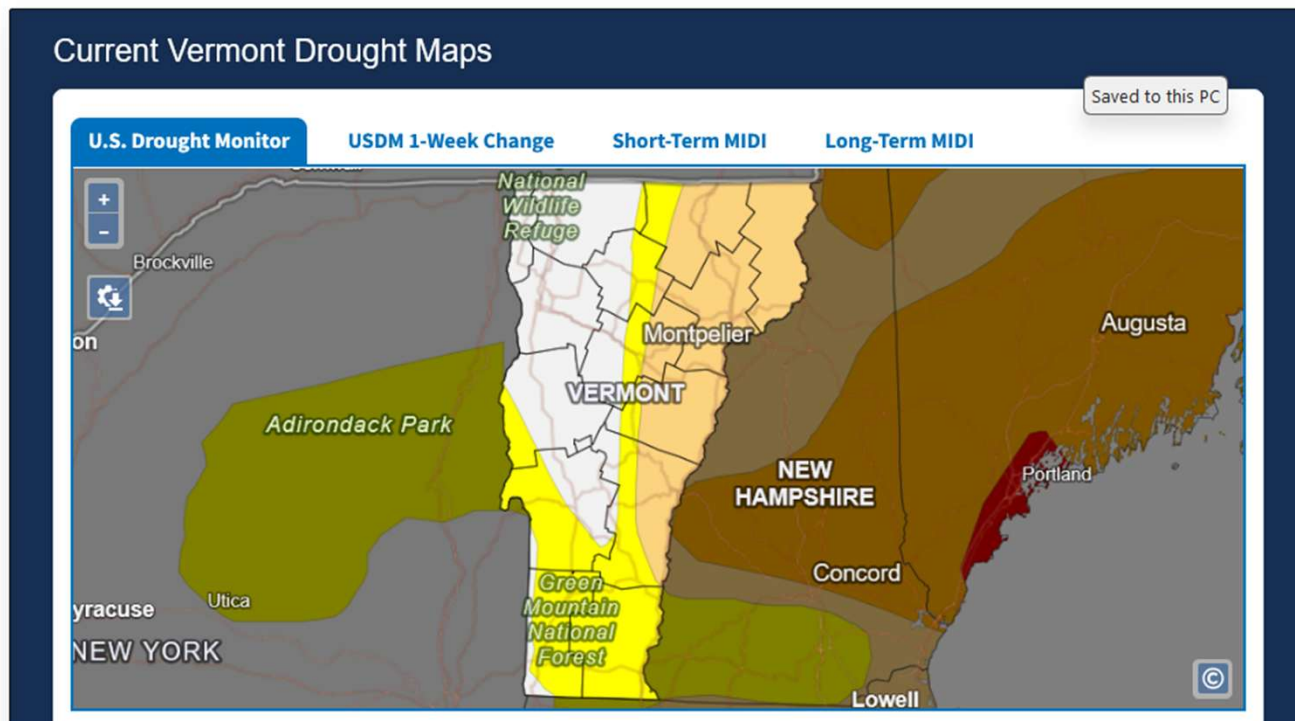 Current Vermont Drought Maps
Saved to this PC
U.S. Drought Monitor
USDM 1-Week Change
Short-Term MIDI
Long-Term MIDI
+
National
Wildlife
Refuge
−
Brockville
on
Montpelier
Augusta
VERMONT
Adirondack Park
NEW
HAMPSHIRE
Portland
Concord
Green
Mountain
National
Forest
yracuse
Utica
NEW YORK
Lowell
©